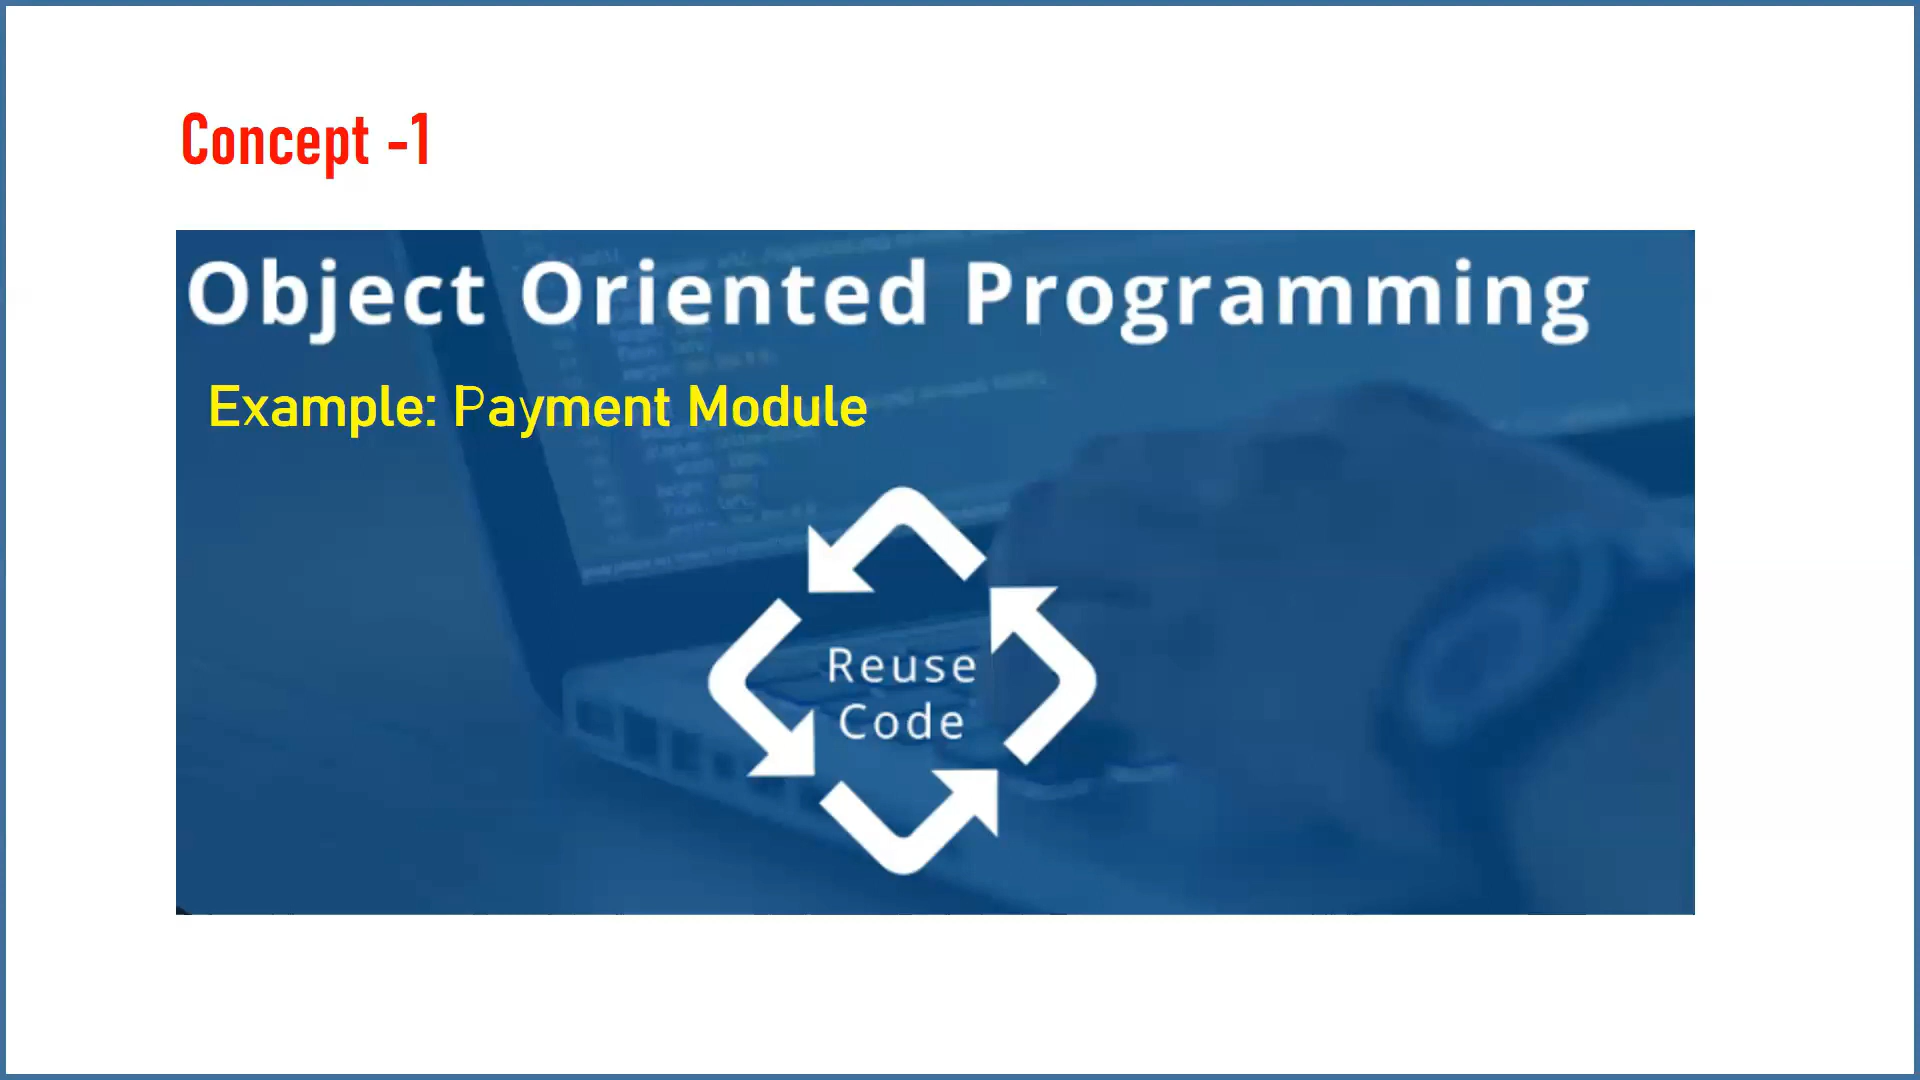 Concept -1
Object Oriented Programming
Example: Payment Module
Reuse
Code